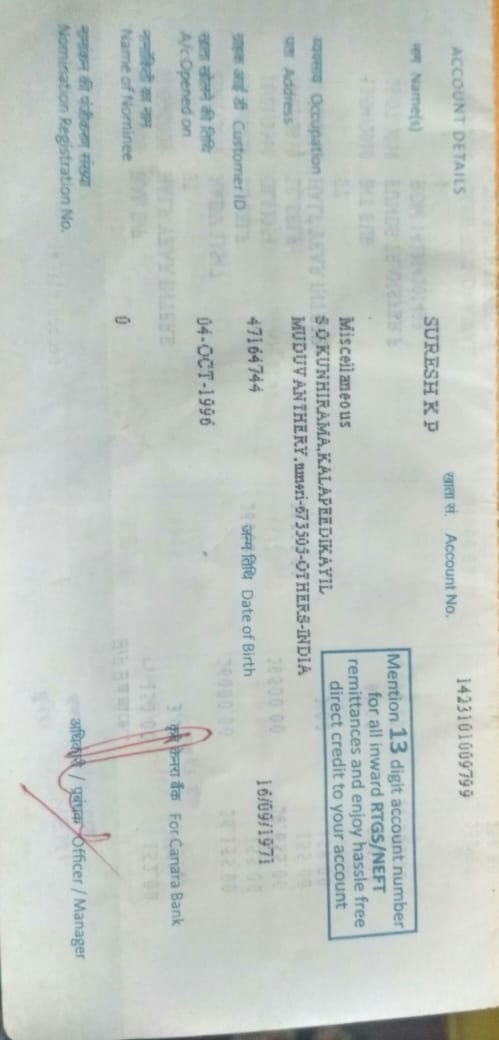 ACCOUNT DETAILS
खाता सं. Account No. 1423101009799
नाम Name(s) SURESH K P
Mention 13 digit account number
for all inward RTGS/NEFT
remittances and enjoy hassle free
direct credit to your account
व्यवसाय Occupation Miscellaneous
पता Address S O KUNHIRAMA,KALAPEEDIKAYIL
MUDUVANTHERY,umeri-673503-OTHERS-INDIA
ग्राहक आई डी Customer ID 47164744 जन्म तिथि Date of Birth 16/09/1971
खाता खोलने की तिथि
A/c Opened on 04-OCT-1996
नामिती का नाम
Name of Nominee 0
कृते केनरा बैंक For Canara Bank
नामांकन की पंजीकरण संख्या
Nomination Registration No.
अधिकारी / प्रबंधक Officer / Manager